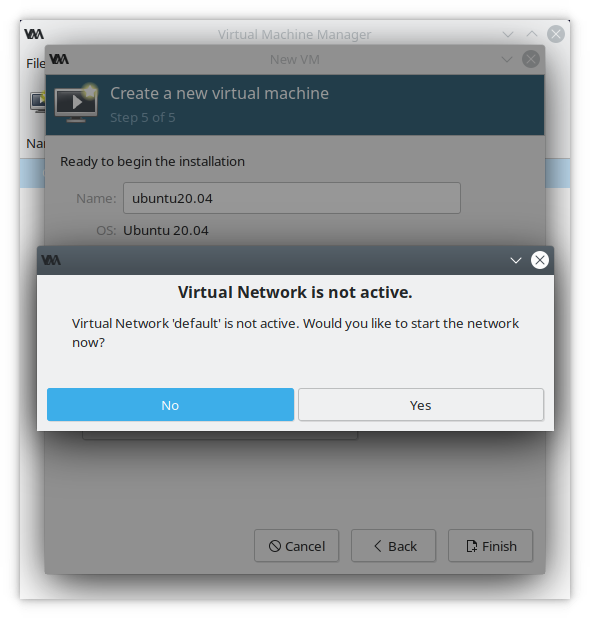 Virtual Machine Manager
New VM
File
Create a new virtual machine
Step 5 of 5
Ready to begin the installation
Name: ubuntu20.04
OS: Ubuntu 20.04
Virtual Network is not active.
Virtual Network 'default' is not active. Would you like to start the network
now?
No Yes
Cancel Back Finish